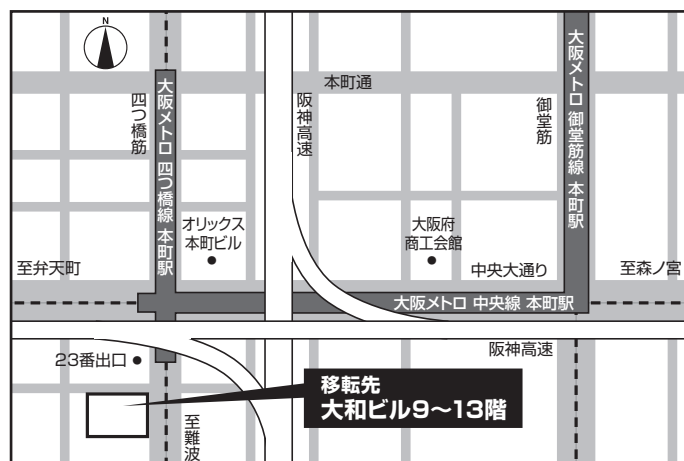 N
本町通
大阪メトロ 四つ橋線 本町駅
四つ橋筋
阪神高速
御堂筋
大阪メトロ 御堂筋線 本町駅
オリックス
本町ビル
大阪府
商工会館
至弁天町
中央大通り
至森ノ宮
大阪メトロ 中央線 本町駅
23番出口
阪神高速
移転先
大和ビル9〜13階
至難波